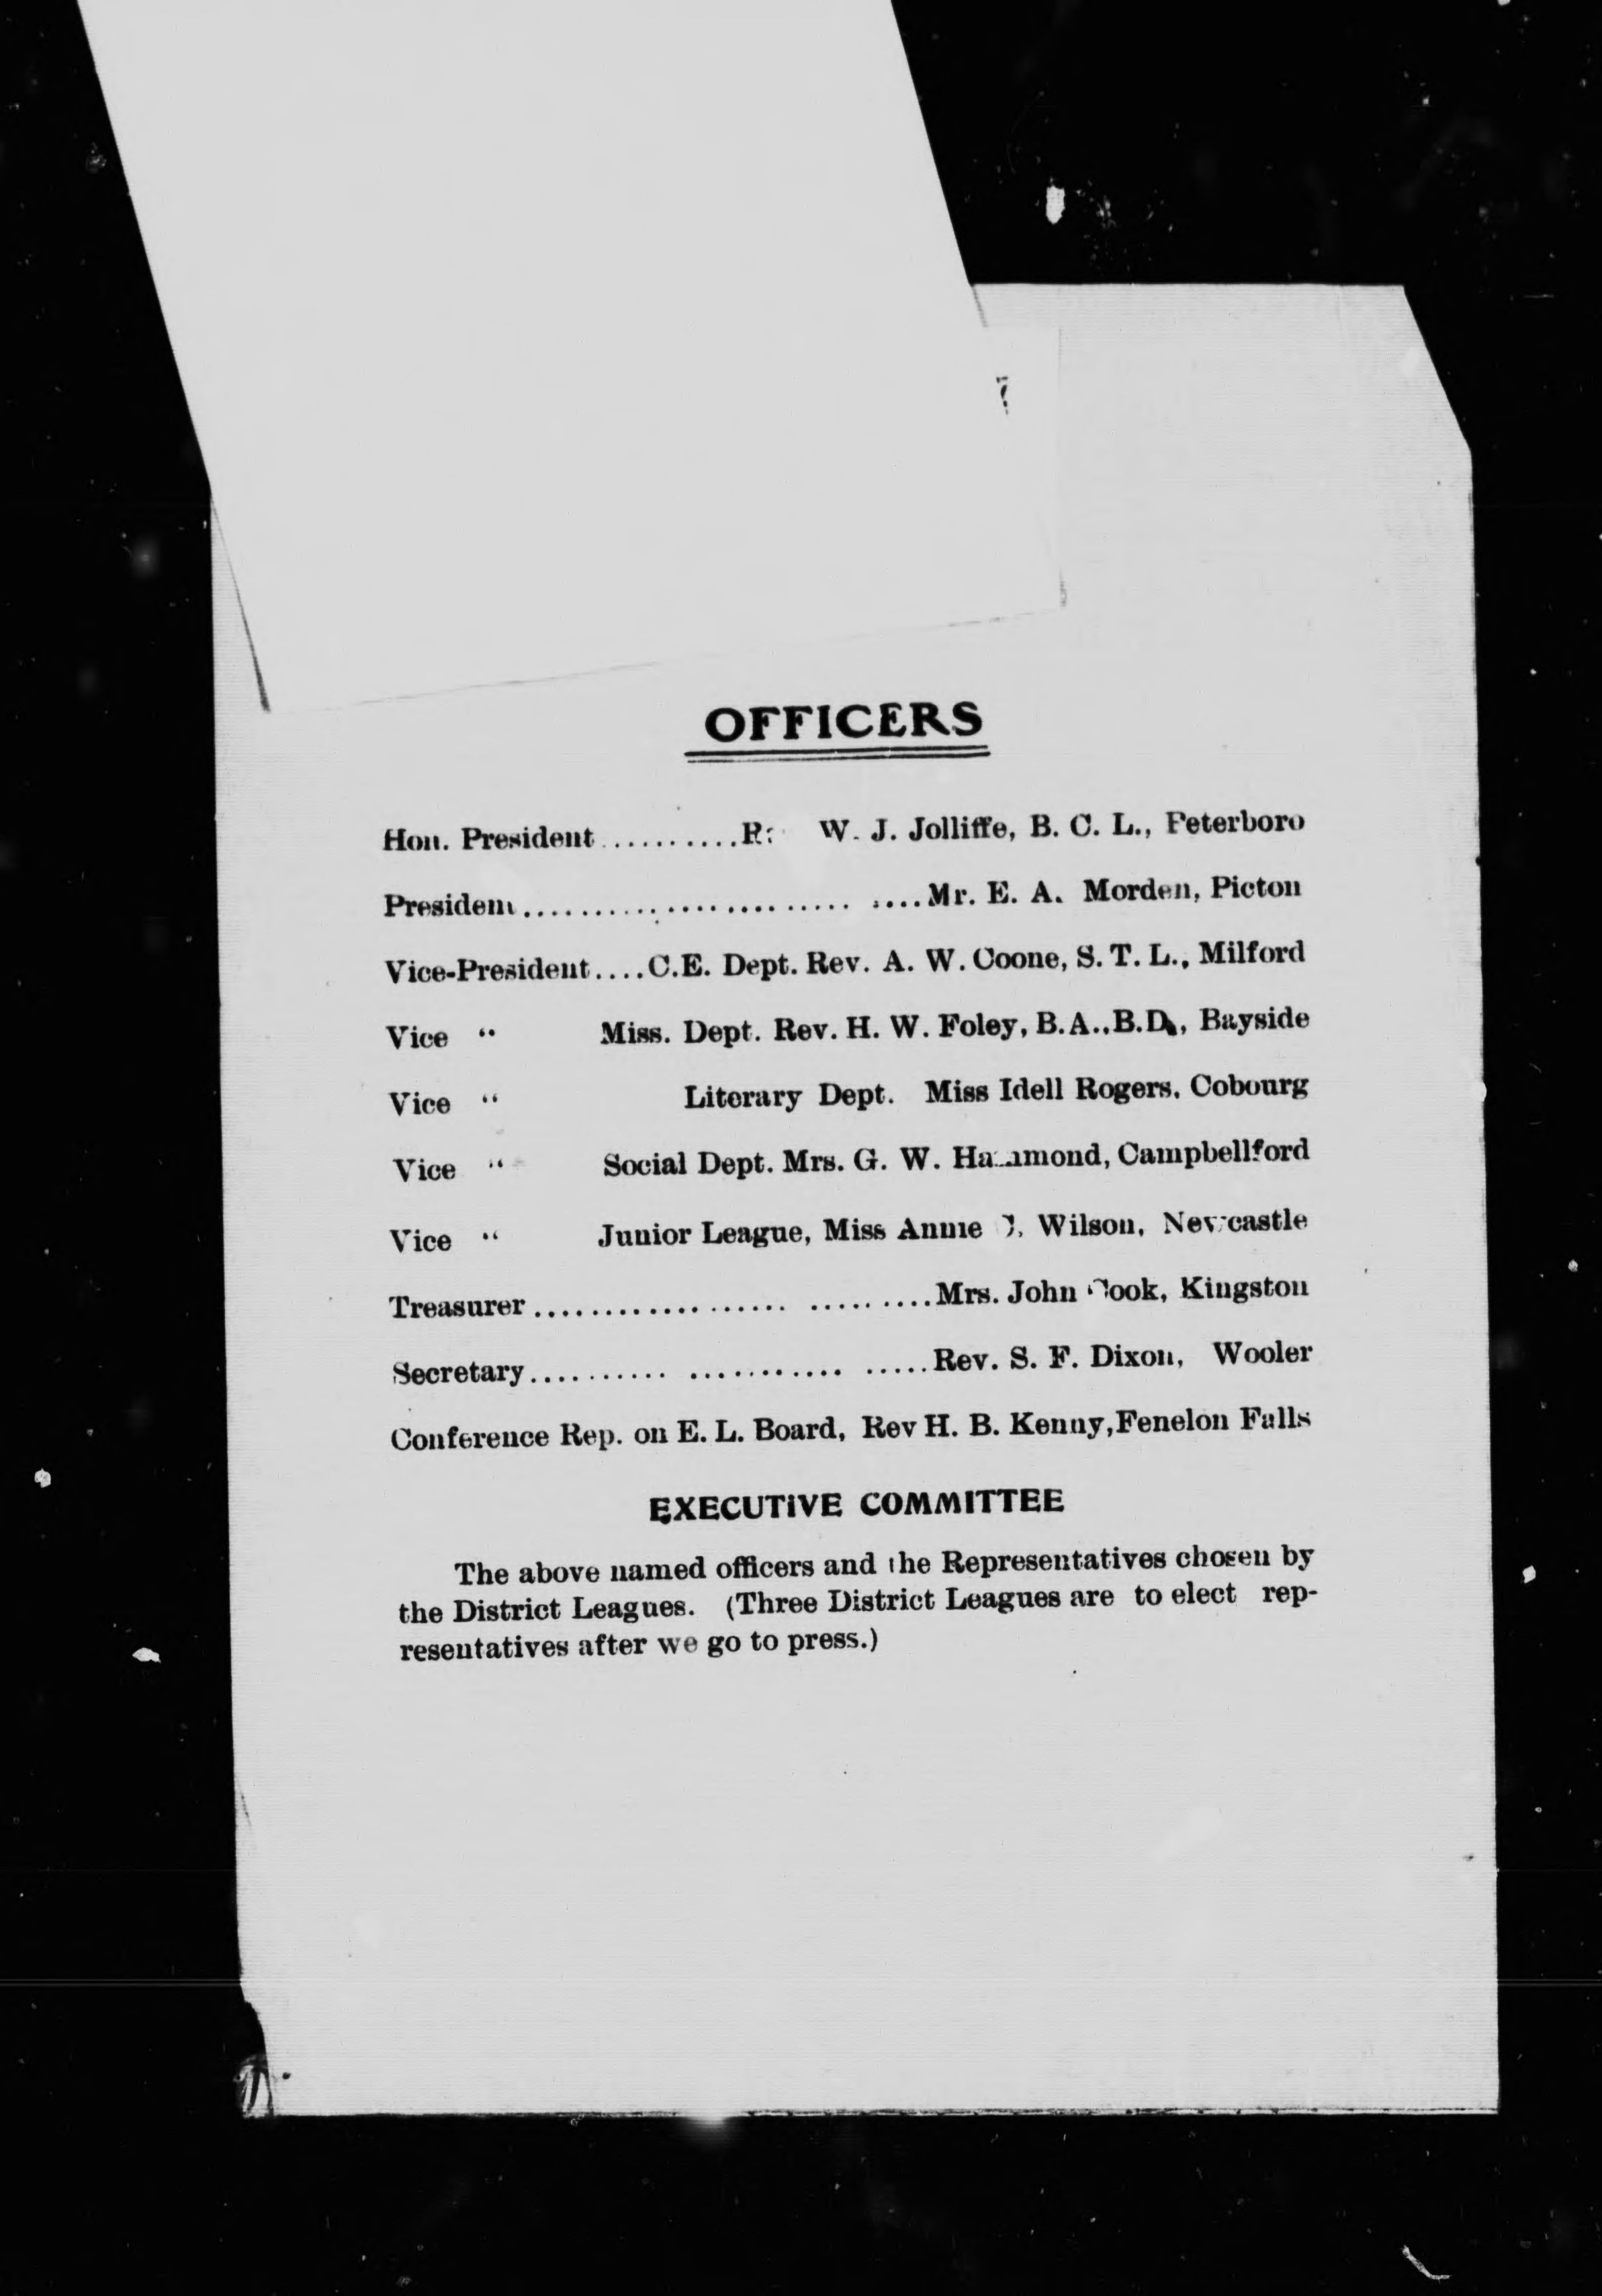 OFFICERS
Hon. President..........R W. J. Jolliffe, B. C. L., Peterboro
President...........................Mr. E. A. Morden, Picton
Vice-President....C.E. Dept. Rev. A. W. Coone, S. T. L., Milford
Vice “ Miss. Dept. Rev. H. W. Foley, B.A., B.D., Bayside
Vice “ Literary Dept. Miss Idell Rogers, Cobourg
Vice “ Social Dept. Mrs. G. W. Hammond, Campbellford
Vice “ Junior League, Miss Annie Wilson, Newcastle
Treasurer...........................Mrs. John Cook, Kingston
Secretary...........................Rev. S. F. Dixon, Wooler
Conference Rep. on E. L. Board, Rev H. B. Kenny, Fenelon Falls
EXECUTIVE COMMITTEE
The above named officers and the Representatives chosen by
the District Leagues. (Three District Leagues are to elect rep-
resentatives after we go to press.)